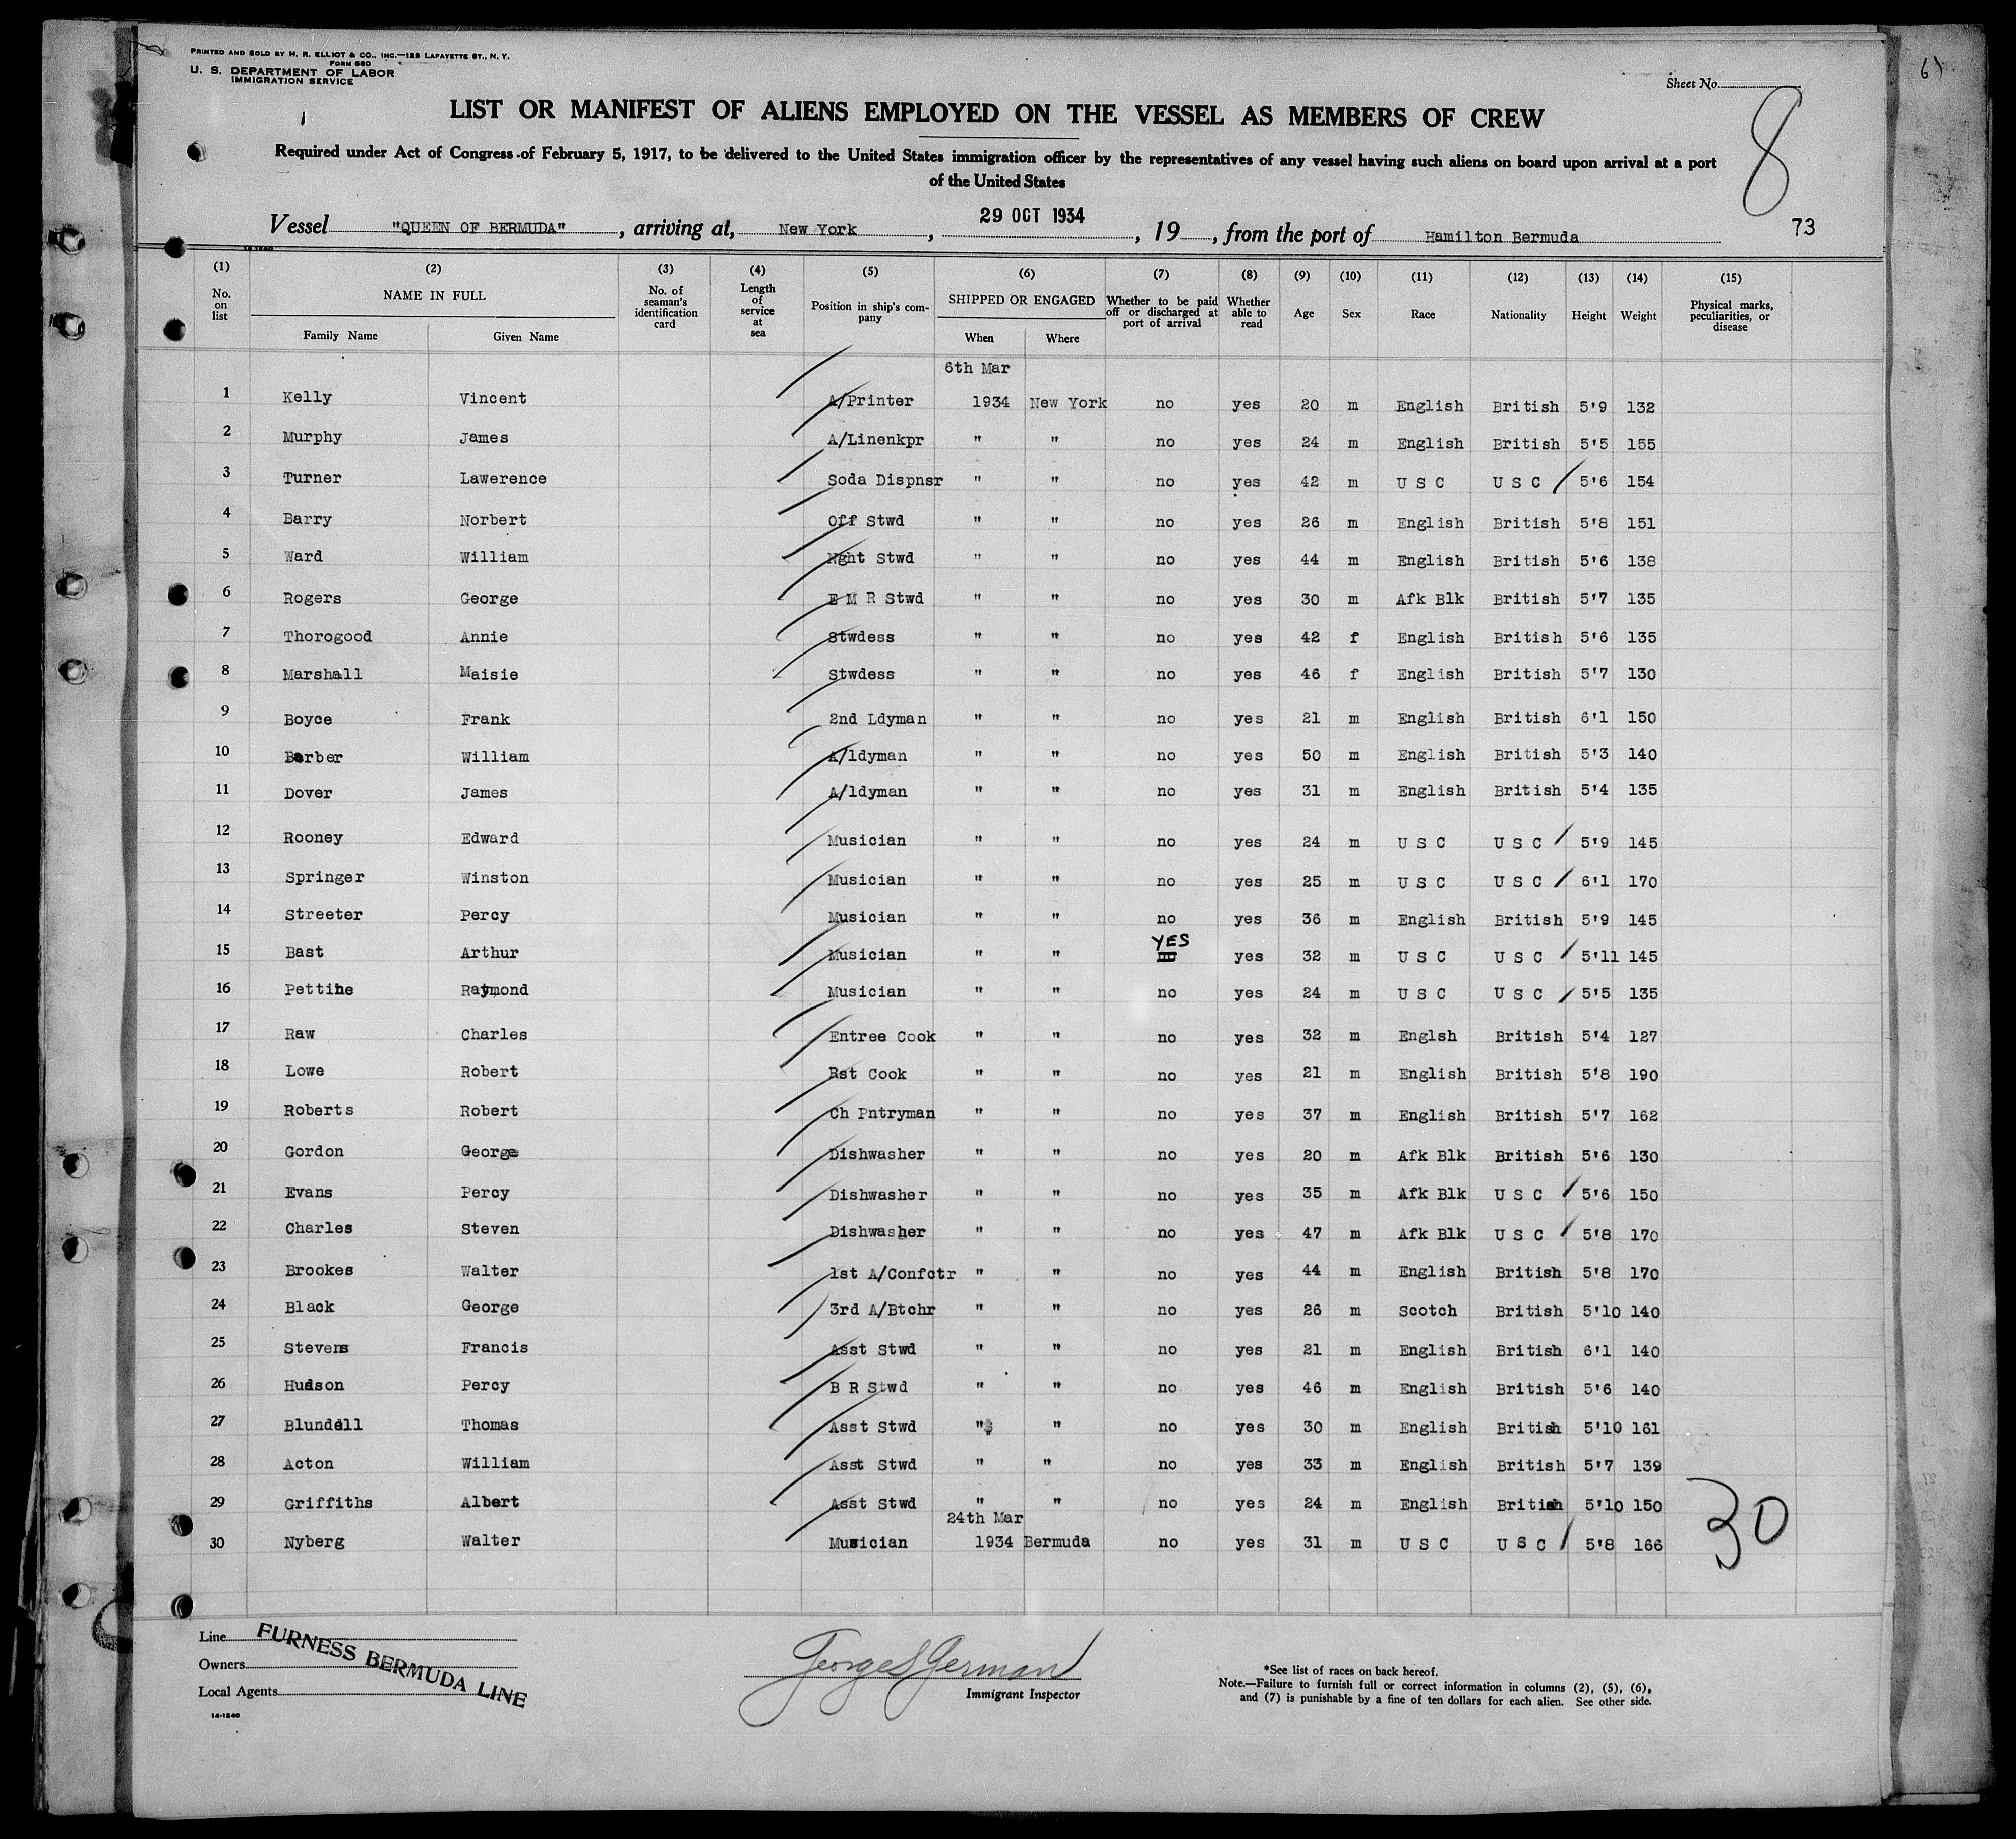 PRINTED AND SOLD BY H. R. ELLIOT & CO., INC.—129 LAFAYETTE ST., N. Y.
FORM 680
U. S. DEPARTMENT OF LABOR
IMMIGRATION SERVICE
Sheet No.
8
LIST OR MANIFEST OF ALIENS EMPLOYED ON THE VESSEL AS MEMBERS OF CREW
Required under Act of Congress of February 5, 1917, to be delivered to the United States immigration officer by the representatives of any vessel having such aliens on board upon arrival at a port
of the United States
Vessel "QUEEN OF BERMUDA" , arriving at, New York , 29 OCT 1934 , 19 , from the port of Hamilton Bermuda 73
(1) (2) (3) (4) (5) (6) (7) (8) (9) (10) (11) (12) (13) (14) (15)
No. on list NAME IN FULL Family Name Given Name No. of seaman's identification card Length of service at sea Position in ship's company SHIPPED OR ENGAGED When Where Whether to be paid off or discharged at port of arrival Whether able to read Age Sex Race Nationality Height Weight Physical marks, peculiarities, or disease
6th Mar
1 Kelly Vincent A/Printer 1934 New York no yes 20 m English British 5'9 132
2 Murphy James A/Linenkpr " " no yes 24 m English British 5'5 155
3 Turner Lawerence Soda Dispnsr " " no yes 42 m U S C U S C 5'6 154
4 Barry Norbert Off Stwd " " no yes 26 m English British 5'8 151
5 Ward William Nght Stwd " " no yes 44 m English British 5'6 138
6 Rogers George E M R Stwd " " no yes 30 m Afk Blk British 5'7 135
7 Thorogood Annie Stwdess " " no yes 42 f English British 5'6 135
8 Marshall Maisie Stwdess " " no yes 46 f English British 5'7 130
9 Boyce Frank 2nd Ldyman " " no yes 21 m English British 6'1 150
10 Barber William A/ldyman " " no yes 50 m English British 5'3 140
11 Dover James A/ldyman " " no yes 31 m English British 5'4 135
12 Rooney Edward Musician " " no yes 24 m U S C U S C 5'9 145
13 Springer Winston Musician " " no yes 25 m U S C U S C 6'1 170
14 Streeter Percy Musician " " no yes 36 m English British 5'9 145
15 Bast Arthur Musician " " YES yes 32 m U S C U S C 5'11 145
16 Pettine Raymond Musician " " no yes 24 m U S C U S C 5'5 135
17 Raw Charles Entree Cook " " no yes 32 m Englsh British 5'4 127
18 Lowe Robert Rst Cook " " no yes 21 m English British 5'8 190
19 Roberts Robert Ch Pntryman " " no yes 37 m English British 5'7 162
20 Gordon George Dishwasher " " no yes 20 m Afk Blk British 5'6 130
21 Evans Percy Dishwasher " " no yes 35 m Afk Blk U S C 5'6 150
22 Charles Steven Dishwasher " " no yes 47 m Afk Blk U S C 5'8 170
23 Brookes Walter 1st A/Confctr " " no yes 44 m English British 5'8 170
24 Black George 3rd A/Btchr " " no yes 26 m Scotch British 5'10 140
25 Stevens Francis Asst Stwd " " no yes 21 m English British 6'1 140
26 Hudson Percy B R Stwd " " no yes 46 m English British 5'6 140
27 Blundell Thomas Asst Stwd " " no yes 30 m English British 5'10 161
28 Acton William Asst Stwd " " no yes 33 m English British 5'7 139
29 Griffiths Albert Asst Stwd " " no yes 24 m English British 5'10 150
24th Mar
30 Nyberg Walter Musician 1934 Bermuda no yes 31 m U S C U S C 5'8 166
30
Line
Owners
Local Agents
FURNESS BERMUDA LINE
14-1240
George S German
Immigrant Inspector
*See list of races on back hereof.
Note.—Failure to furnish full or correct information in columns (2), (5), (6),
and (7) is punishable by a fine of ten dollars for each alien. See other side.